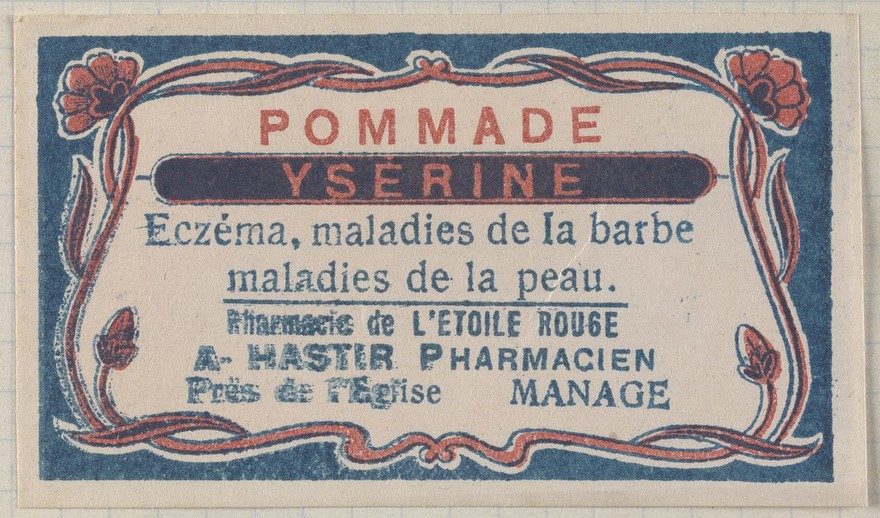 POMMADE
YSÉRINE
Eczéma, maladies de la barbe
maladies de la peau.
Pharmacie de L'ETOILE ROUGE
A- HASTIR PHARMACIEN
Près de l'Eglise MANAGE